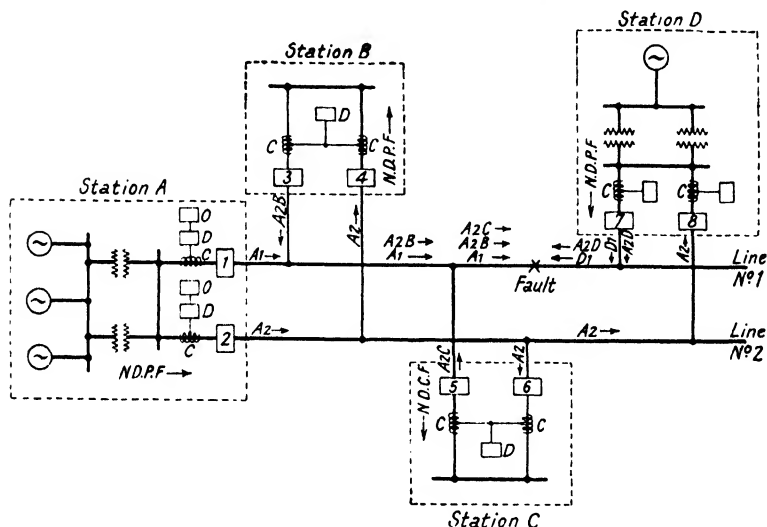 Station D
Station B
D
C
C
N.D.P.F
3
4
A2B
A2
C
C
N.D.P.F
7
8
D1
A2D
A2
Station A
O
D
C
1
A1
O
D
C
2
A2
N.D.P.F
A2B
A1
A2C
A2B
A1
A2D
D1
Fault
Line
Nº1
A2
Line
Nº2
A2C
A2
N.D.C.F
5
6
C
C
D
Station C